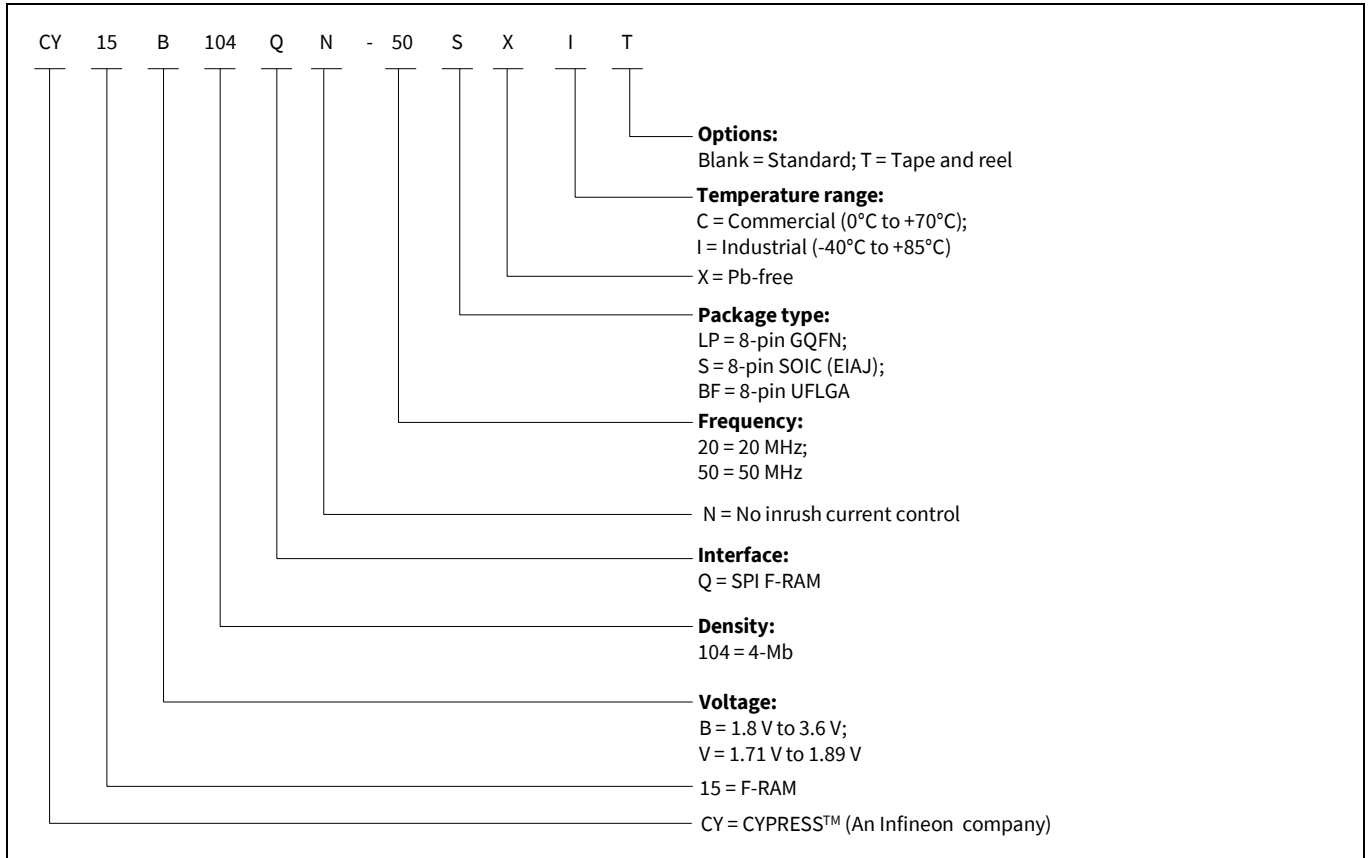 CY 15 B 104 Q N - 50 S X I T
Options:
Blank = Standard; T = Tape and reel
Temperature range:
C = Commercial (0°C to +70°C);
I = Industrial (-40°C to +85°C)
X = Pb-free
Package type:
LP = 8-pin GQFN;
S = 8-pin SOIC (EIAJ);
BF = 8-pin UFLGA
Frequency:
20 = 20 MHz;
50 = 50 MHz
N = No inrush current control
Interface:
Q = SPI F-RAM
Density:
104 = 4-Mb
Voltage:
B = 1.8 V to 3.6 V;
V = 1.71 V to 1.89 V
15 = F-RAM
CY = CYPRESS™ (An Infineon company)